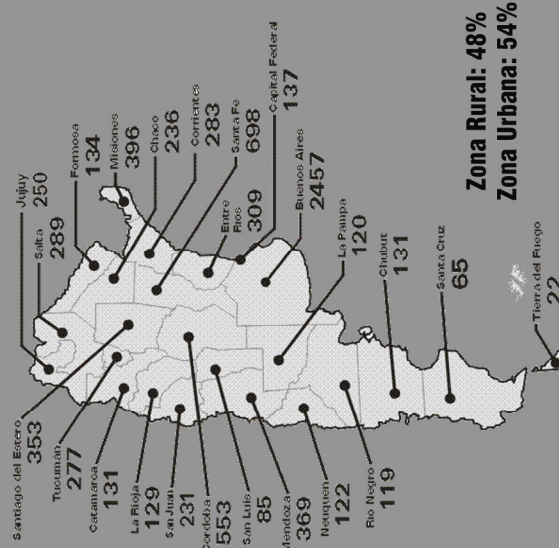 Jujuy
250
Salta
289
Formosa
134
Misiones
396
Chaco
236
Corrientes
283
Santa Fe
698
Entre
Rios
309
Capital Federal
137
Buenos Aires
2457
La Pampa
120
Chubut
131
Santa Cruz
65
Tierra del Fuego
22
Santiago del Estero
353
Tucumán
277
Catamarca
131
La Rioja
129
San Juan
231
Cordoba
553
San Luis
85
Mendoza
369
Neuquén
122
Rio Negro
119
Zona Rural: 48%
Zona Urbana: 54%